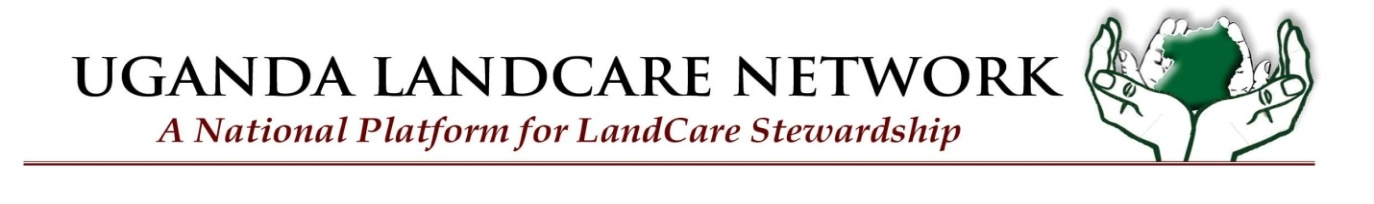 UGANDA LANDCARE NETWORK
A National Platform for LandCare Stewardship